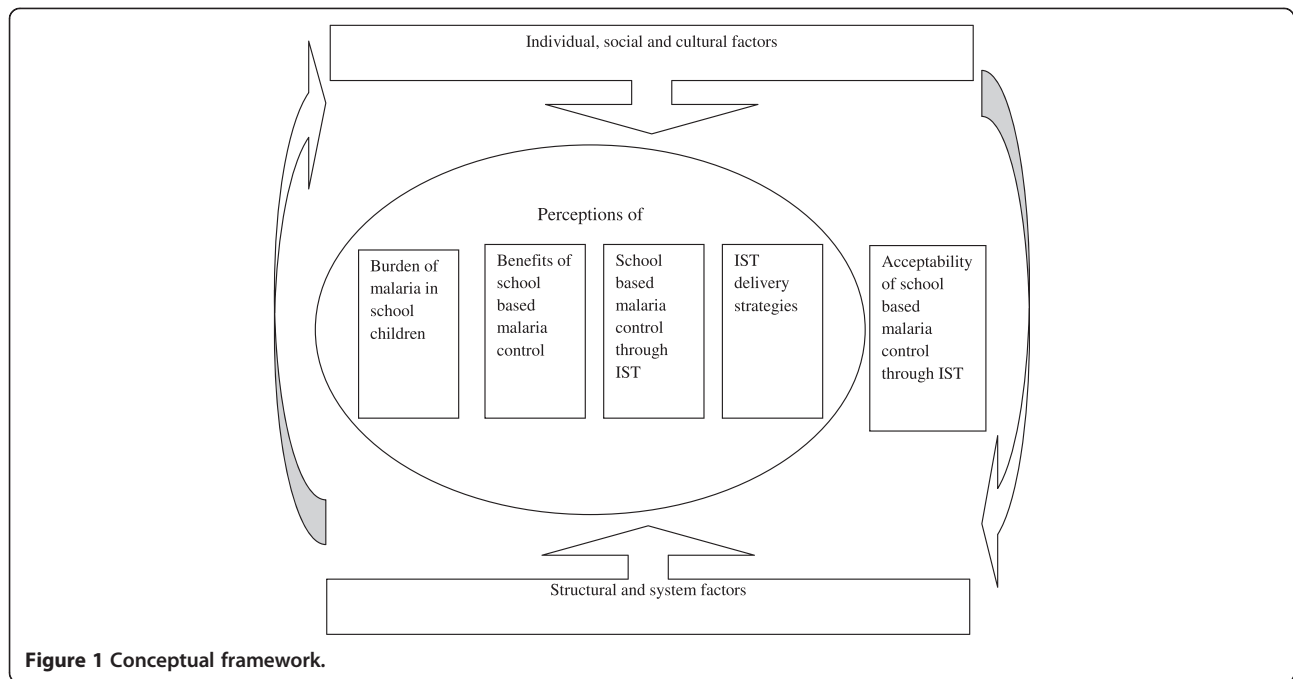 Individual, social and cultural factors
Perceptions of
Burden of
malaria in
school
children
Benefits of
school
based
malaria
control
School
based
malaria
control
through
IST
IST
delivery
strategies
Acceptability
of school
based
malaria
control
through IST
Structural and system factors
Figure 1 Conceptual framework.